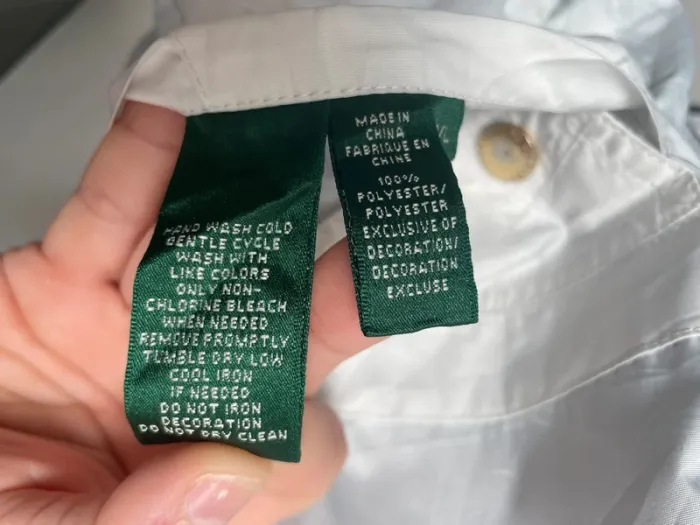 HAND WASH COLD
GENTLE CYCLE
WASH WITH
LIKE COLORS
ONLY NON-
CHLORINE BLEACH
WHEN NEEDED
REMOVE PROMPTLY
TUMBLE DRY LOW
COOL IRON
IF NEEDED
DO NOT IRON
DECORATION
DO NOT DRY CLEAN
MADE IN
CHINA
FABRIQUE EN
CHINE
100%
POLYESTER/
POLYESTER
EXCLUSIVE OF
DECORATION/
DECORATION
EXCLUSE